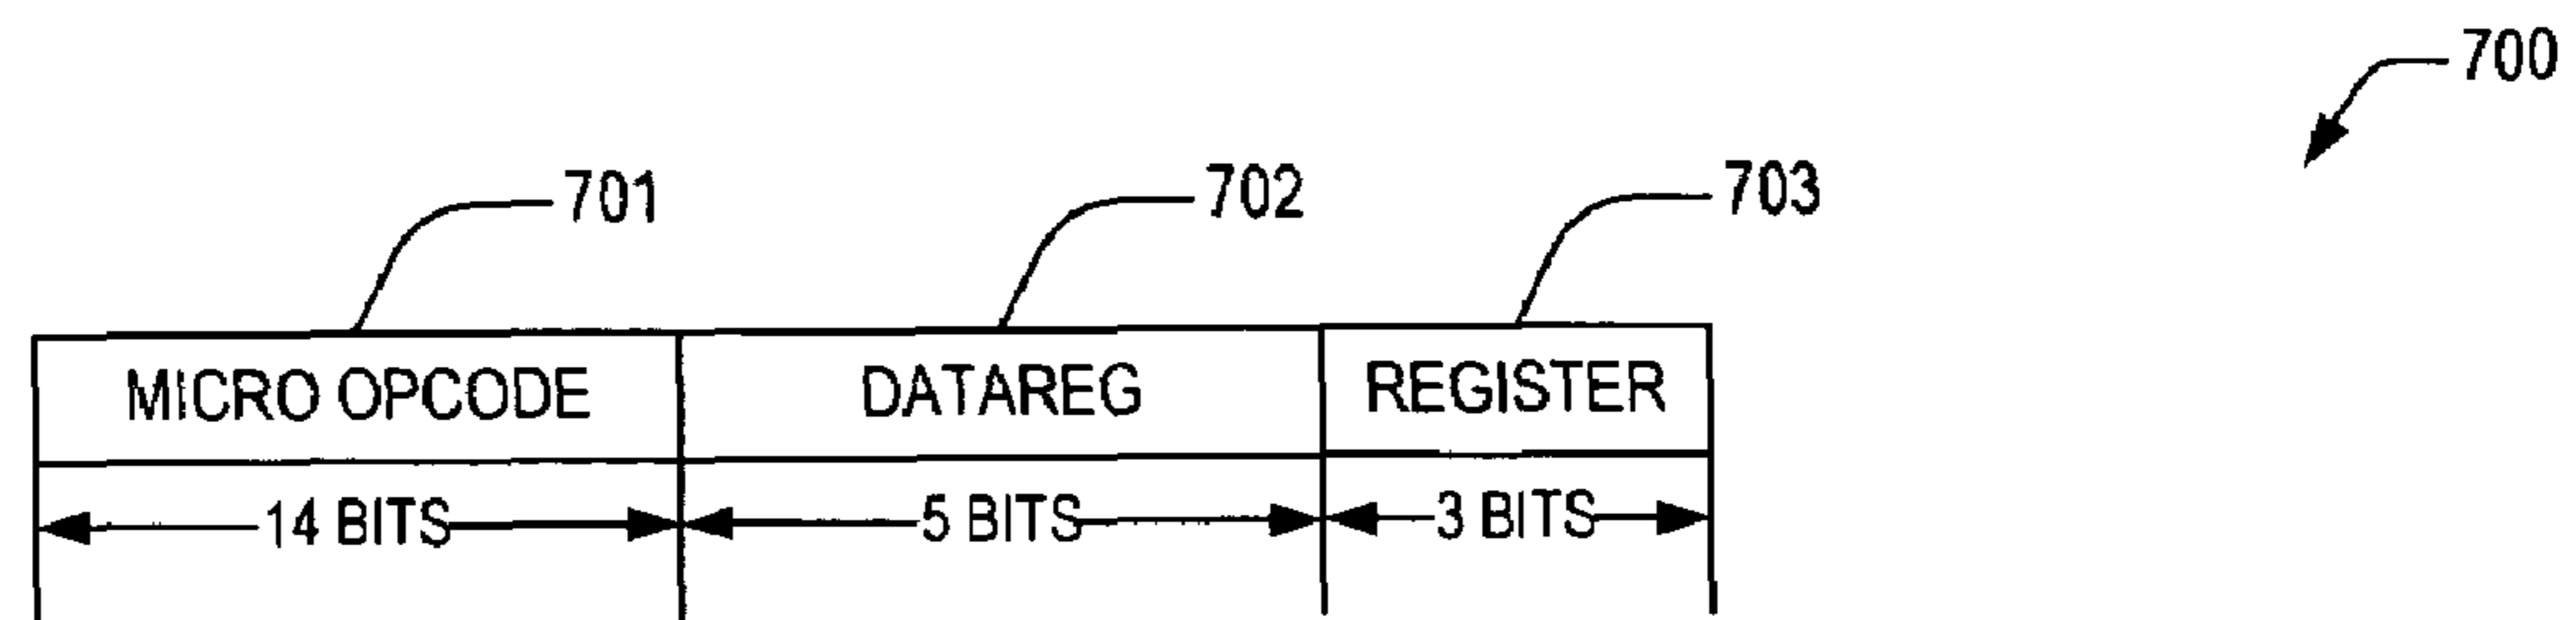 700
701
702
703
MICRO OPCODE DATAREG REGISTER
14 BITS 5 BITS 3 BITS